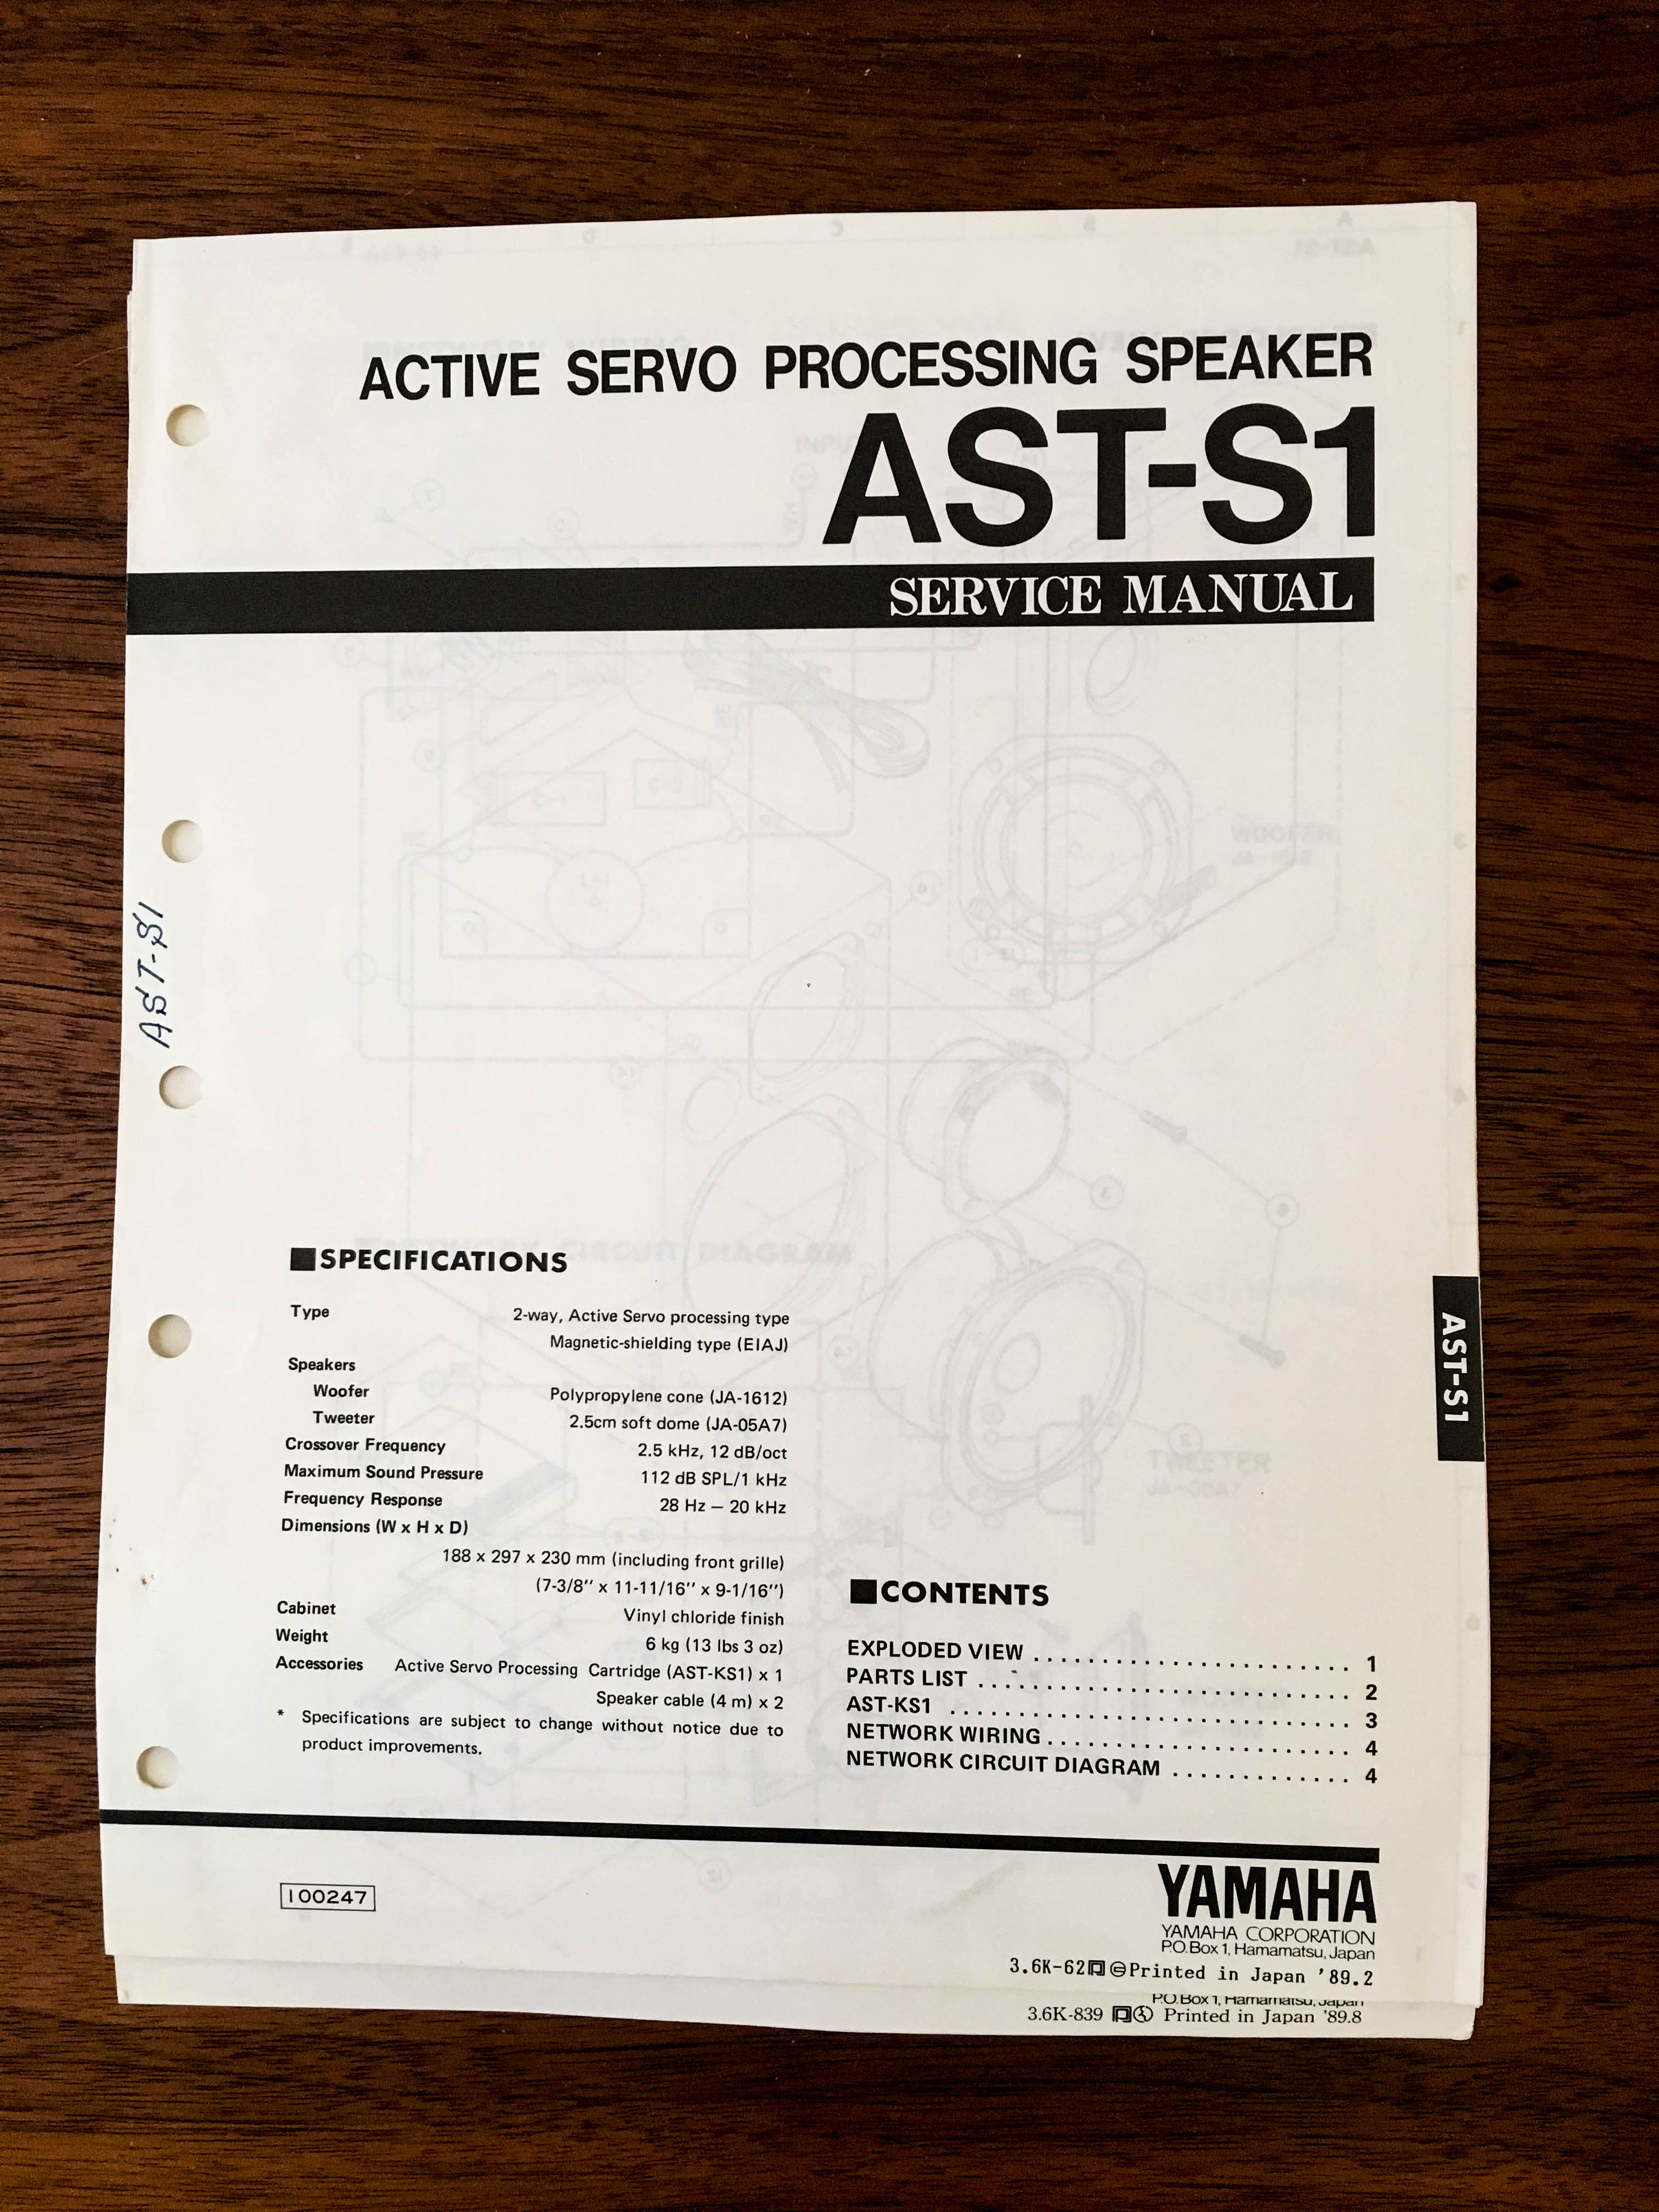 ACTIVE SERVO PROCESSING SPEAKER
AST-S1
SERVICE MANUAL
AST-S1
■SPECIFICATIONS
Type 2-way, Active Servo processing type
Magnetic-shielding type (EIAJ)
Speakers
Woofer Polypropylene cone (JA-1612)
Tweeter 2.5cm soft dome (JA-05A7)
Crossover Frequency 2.5 kHz, 12 dB/oct
Maximum Sound Pressure 112 dB SPL/1 kHz
Frequency Response 28 Hz – 20 kHz
Dimensions (W x H x D)
188 x 297 x 230 mm (including front grille)
(7-3/8'' x 11-11/16'' x 9-1/16'')
Cabinet Vinyl chloride finish
Weight 6 kg (13 lbs 3 oz)
Accessories Active Servo Processing Cartridge (AST-KS1) x 1
Speaker cable (4 m) x 2
* Specifications are subject to change without notice due to
product improvements.
AST-S1
■CONTENTS
EXPLODED VIEW ........................ 1
PARTS LIST ............................ 2
AST-KS1 .............................. 3
NETWORK WIRING ....................... 4
NETWORK CIRCUIT DIAGRAM ............. 4
100247
YAMAHA
YAMAHA CORPORATION
P.O.Box 1, Hamamatsu, Japan
3.6K-62 Printed in Japan '89.2
P.O.Box 1, Hamamatsu, Japan
3.6K-839 Printed in Japan '89.8